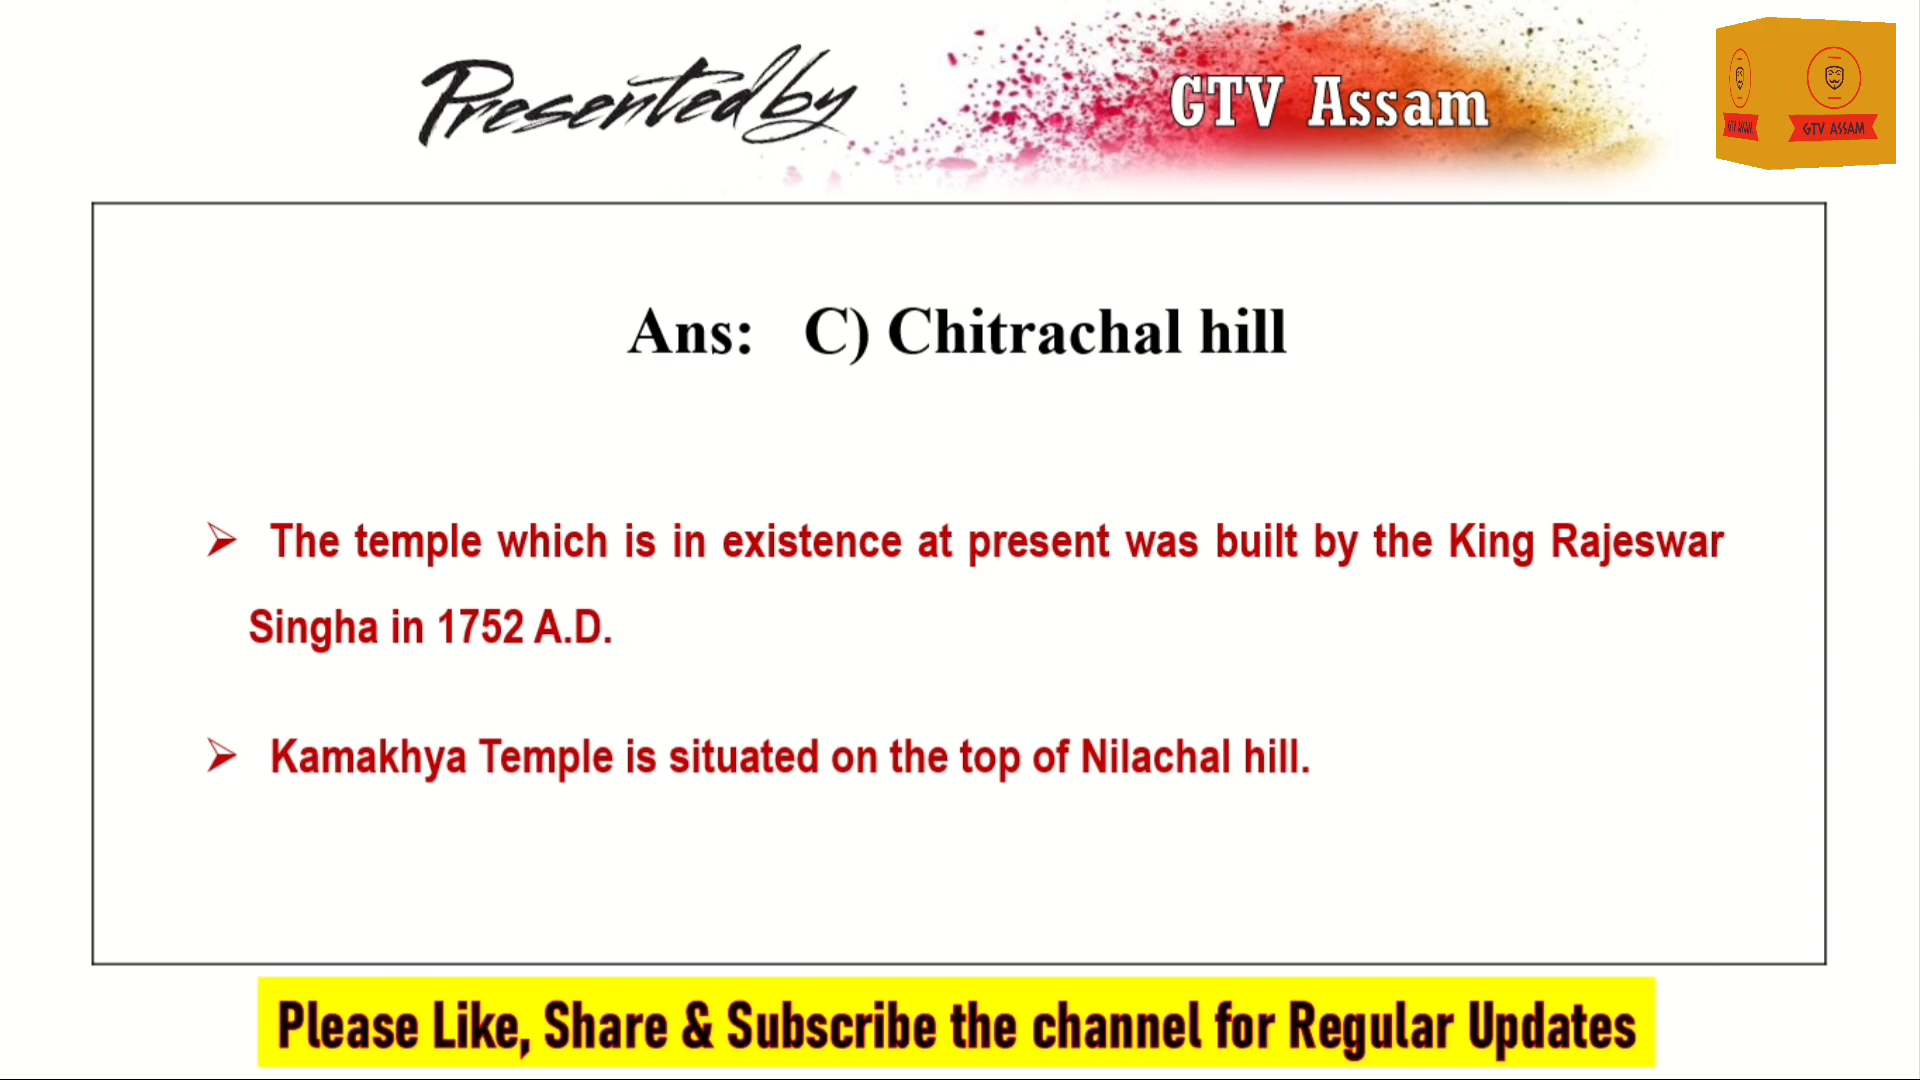 Presented by GTV Assam
GTV ASSAM
GTV ASSAM
Ans: C) Chitrachal hill
➢ The temple which is in existence at present was built by the King Rajeswar
Singha in 1752 A.D.
➢ Kamakhya Temple is situated on the top of Nilachal hill.
Please Like, Share & Subscribe the channel for Regular Updates